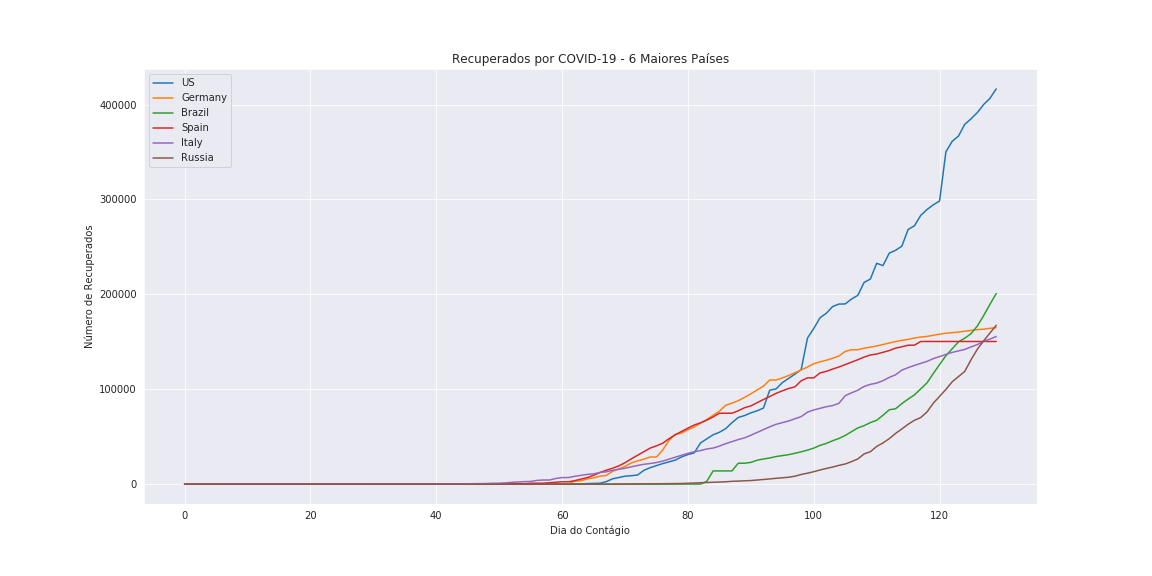 Recuperados por COVID-19 - 6 Maiores Países
US
Germany
Brazil
Spain
Italy
Russia
400000
300000
200000
100000
0
Número de Recuperados
0 20 40 60 80 100 120
Dia do Contágio